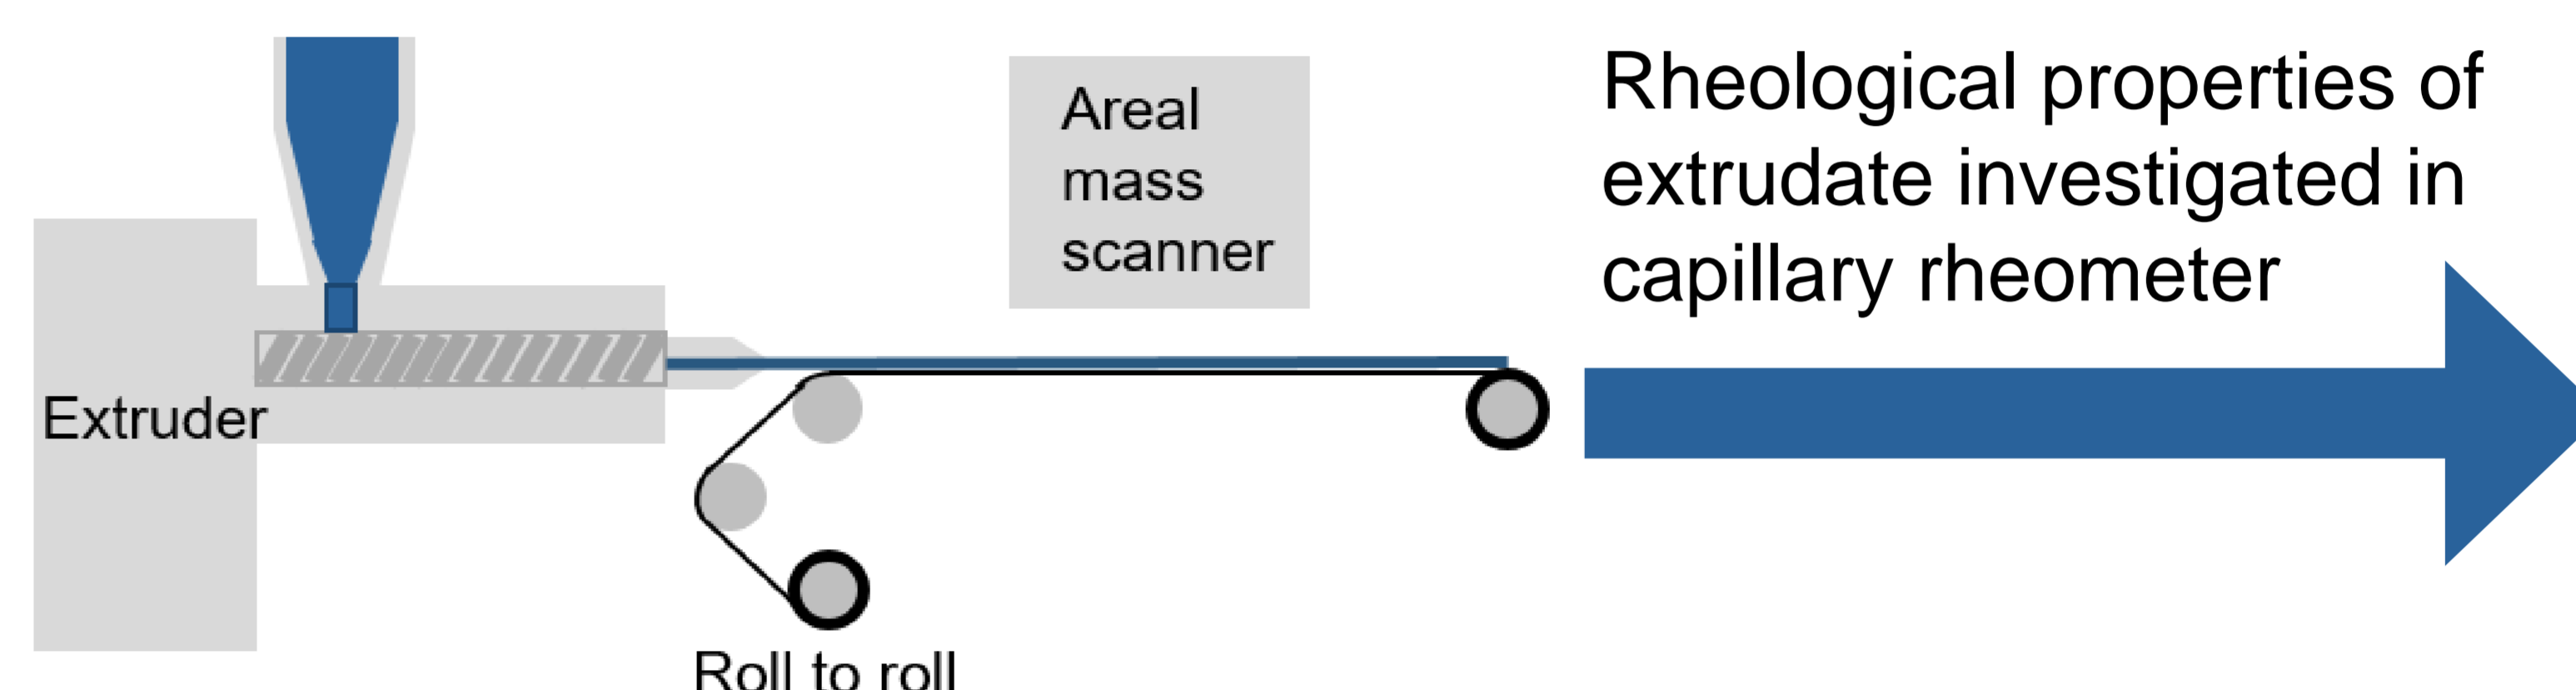 Areal
mass
scanner
Rheological properties of
extrudate investigated in
capillary rheometer
Extruder
Roll to roll